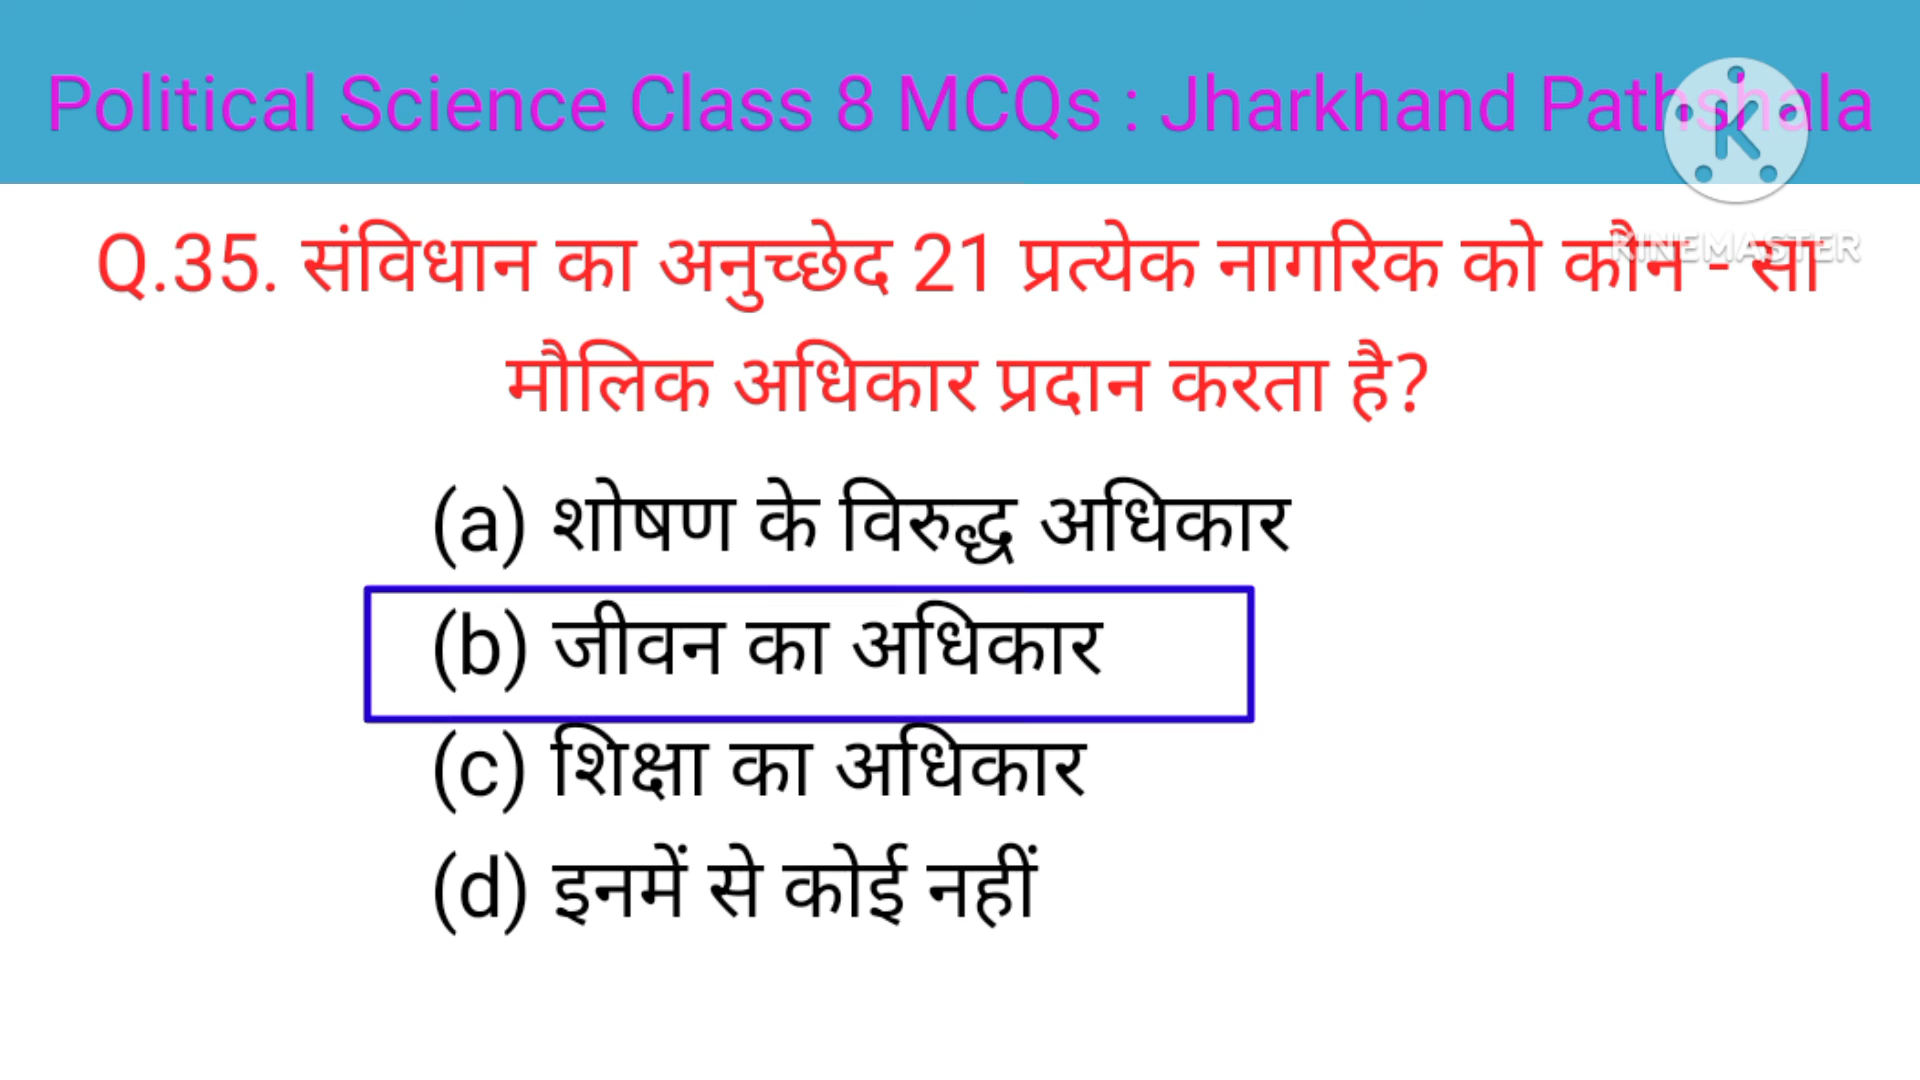 Political Science Class 8 MCQs : Jharkhand Pathshala
K
KINEMASTER
Q.35. संविधान का अनुच्छेद 21 प्रत्येक नागरिक को कौन - सा
मौलिक अधिकार प्रदान करता है?
(a) शोषण के विरुद्ध अधिकार
(b) जीवन का अधिकार
(c) शिक्षा का अधिकार
(d) इनमें से कोई नहीं